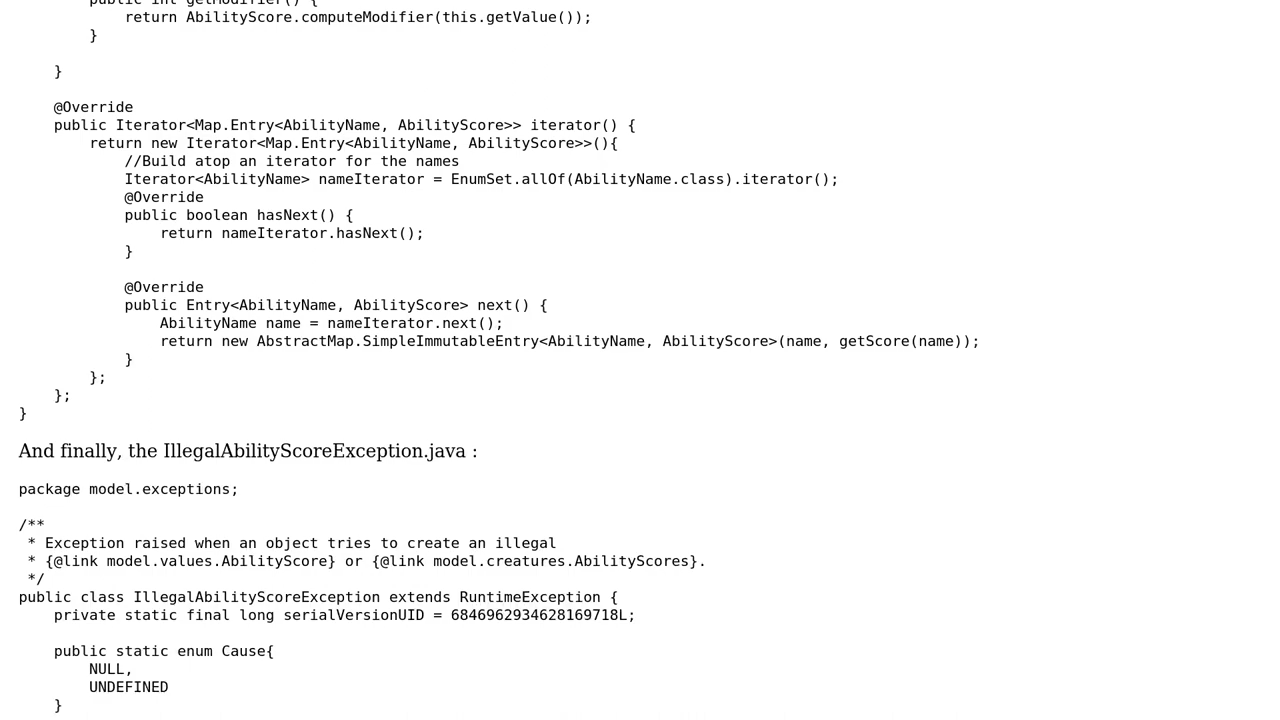 public int getModifier() {
return AbilityScore.computeModifier(this.getValue());
}
}
@Override
public Iterator<Map.Entry<AbilityName, AbilityScore>> iterator() {
return new Iterator<Map.Entry<AbilityName, AbilityScore>>(){
//Build atop an iterator for the names
Iterator<AbilityName> nameIterator = EnumSet.allOf(AbilityName.class).iterator();
@Override
public boolean hasNext() {
return nameIterator.hasNext();
}
@Override
public Entry<AbilityName, AbilityScore> next() {
AbilityName name = nameIterator.next();
return new AbstractMap.SimpleImmutableEntry<AbilityName, AbilityScore>(name, getScore(name));
}
};
};
}
And finally, the IllegalAbilityScoreException.java :
package model.exceptions;
/**
* Exception raised when an object tries to create an illegal
* {@link model.values.AbilityScore} or {@link model.creatures.AbilityScores}.
*/
public class IllegalAbilityScoreException extends RuntimeException {
private static final long serialVersionUID = 6846962934628169718L;
public static enum Cause{
NULL,
UNDEFINED
}